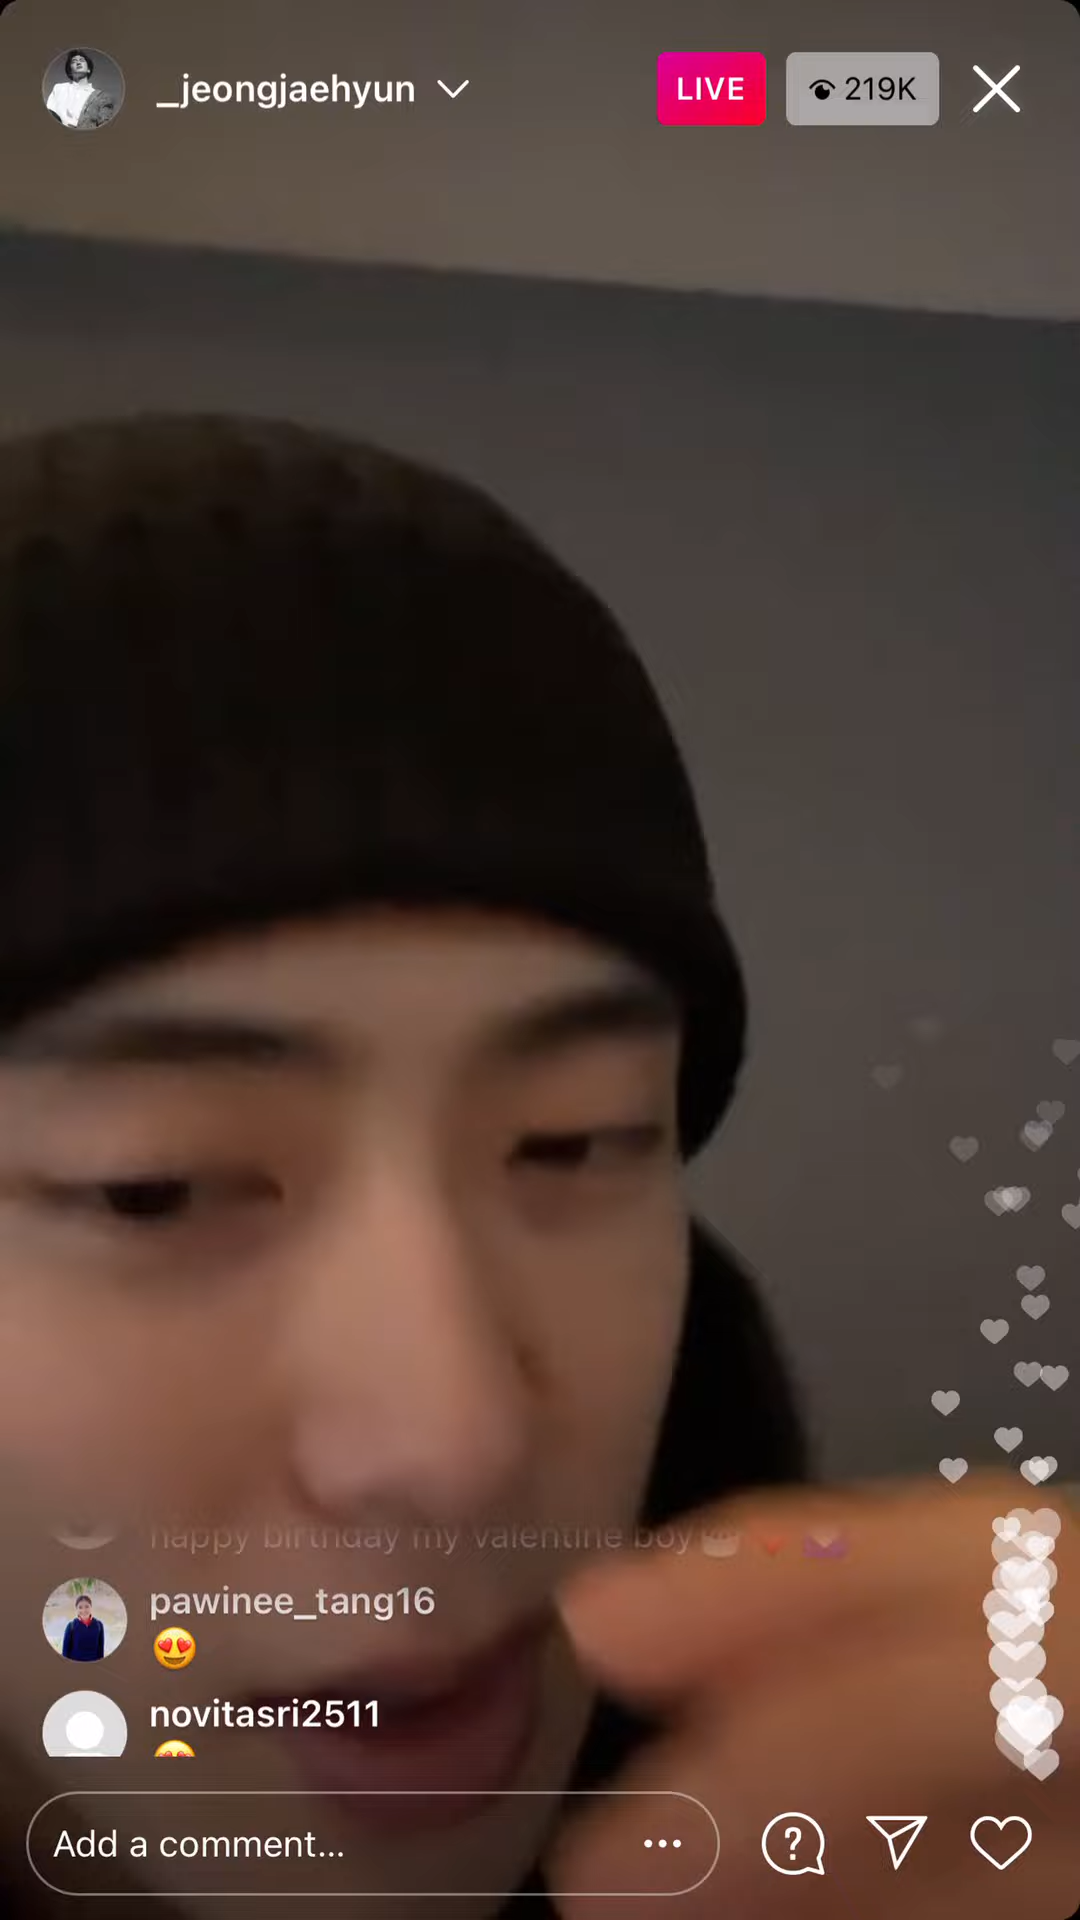 _jeongjaehyun
LIVE
219K
happy birthday my valentine boy
pawinee_tang16
😍
novitasri2511
Add a comment...